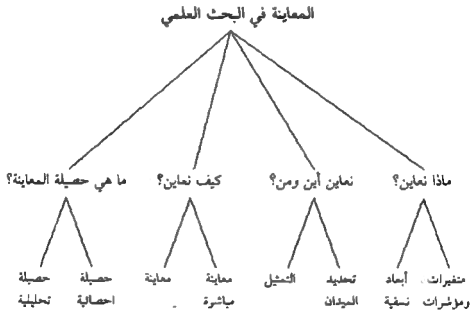 المعاينة في البحث العلمي
ماذا نعاين؟ نعاين أين ومن؟ كيف نعاين؟ ما هي حصيلة المعاينة؟
متغيرات أبعاد تحديد التمثيل معاينة معاينة حصيلة حصيلة
ومؤشرات نسقية الميدان مباشرة احصائية تحليلية